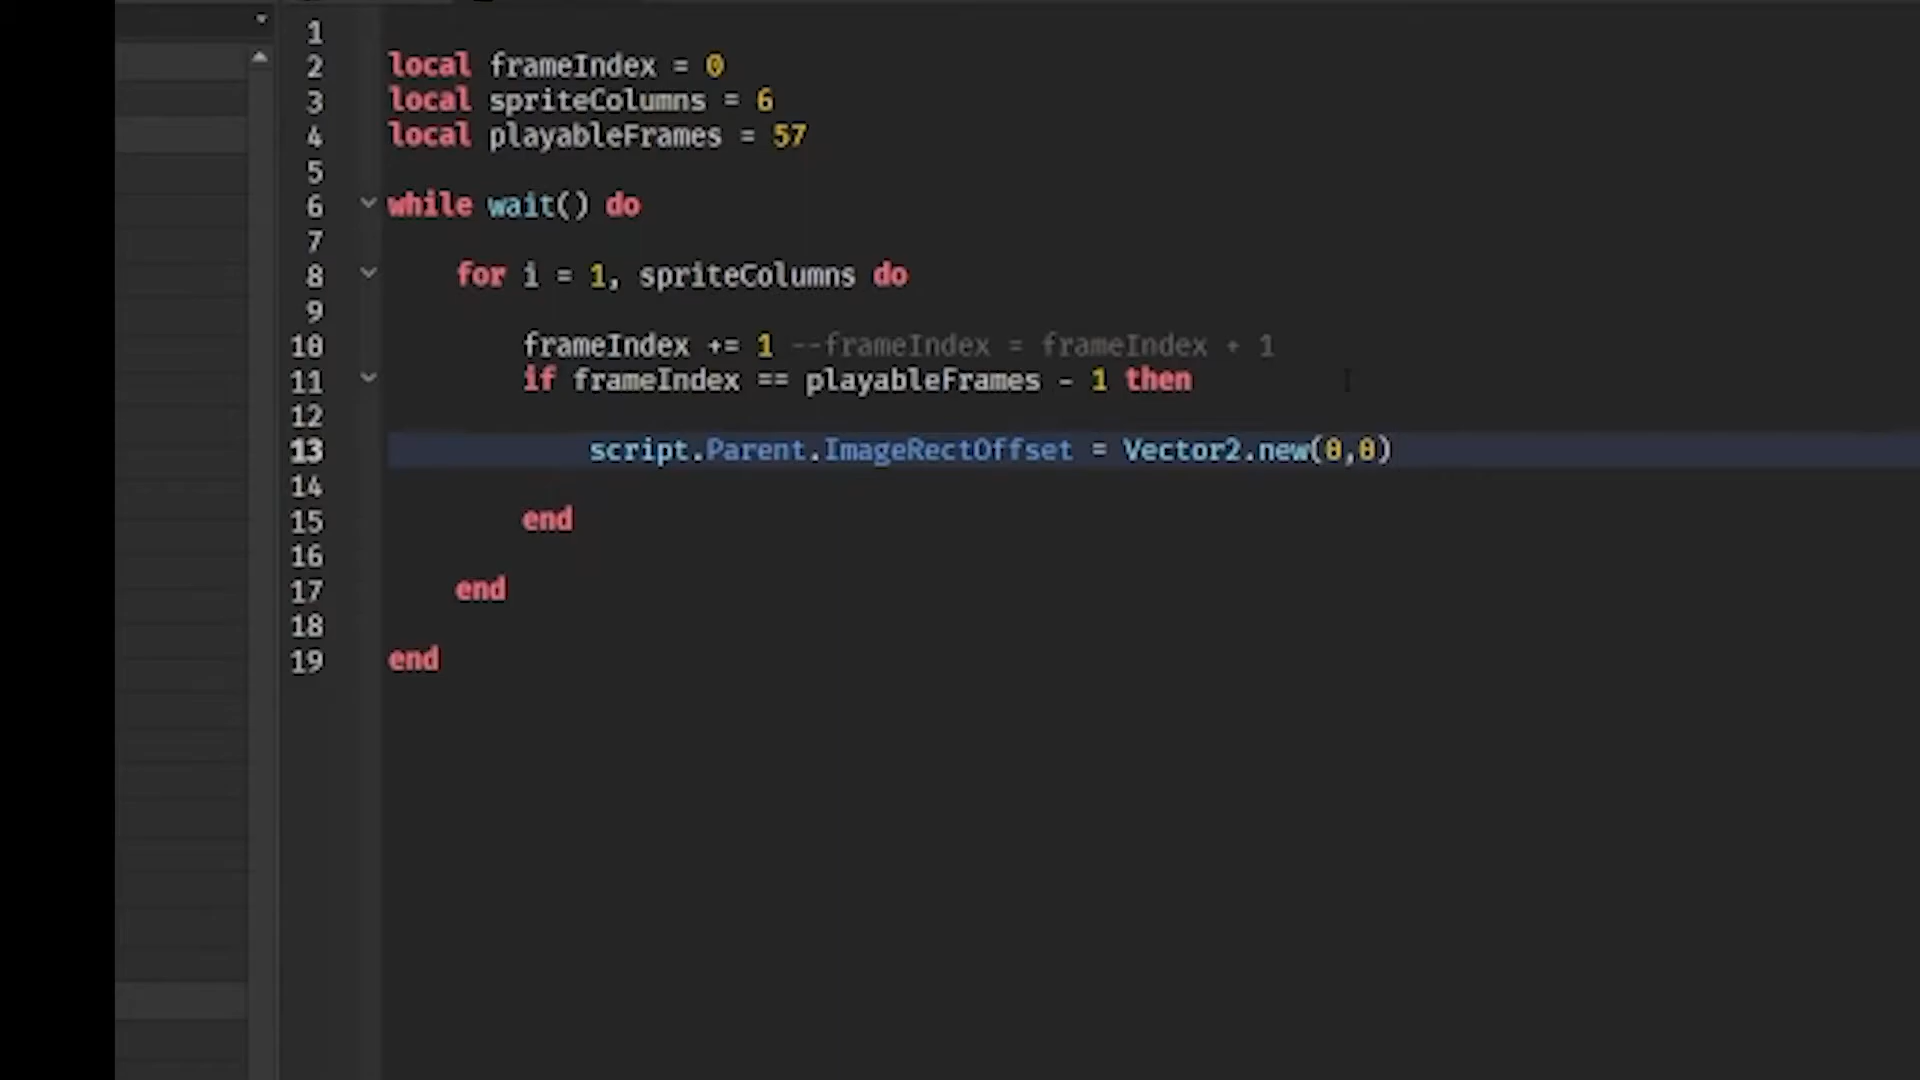 1
2 local frameIndex = 0
3 local spriteColumns = 6
4 local playableFrames = 57
5
6 while wait() do
7
8 for i = 1, spriteColumns do
9
10 frameIndex += 1 --frameIndex = frameIndex + 1
11 if frameIndex == playableFrames - 1 then
12
13 script.Parent.ImageRectOffset = Vector2.new(0,0)
14
15 end
16
17 end
18
19 end